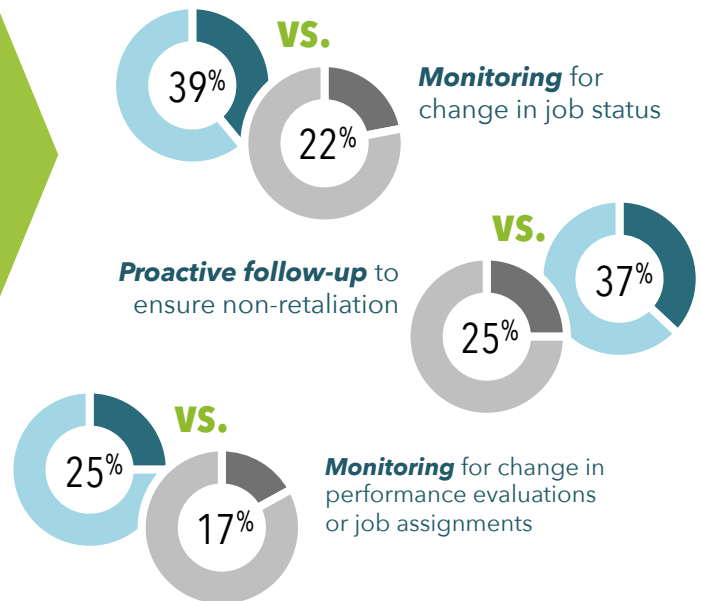 39%
vs.
22%
Monitoring for
change in job status
Proactive follow-up to
ensure non-retaliation
25%
vs.
37%
25%
vs.
17%
Monitoring for change in
performance evaluations
or job assignments